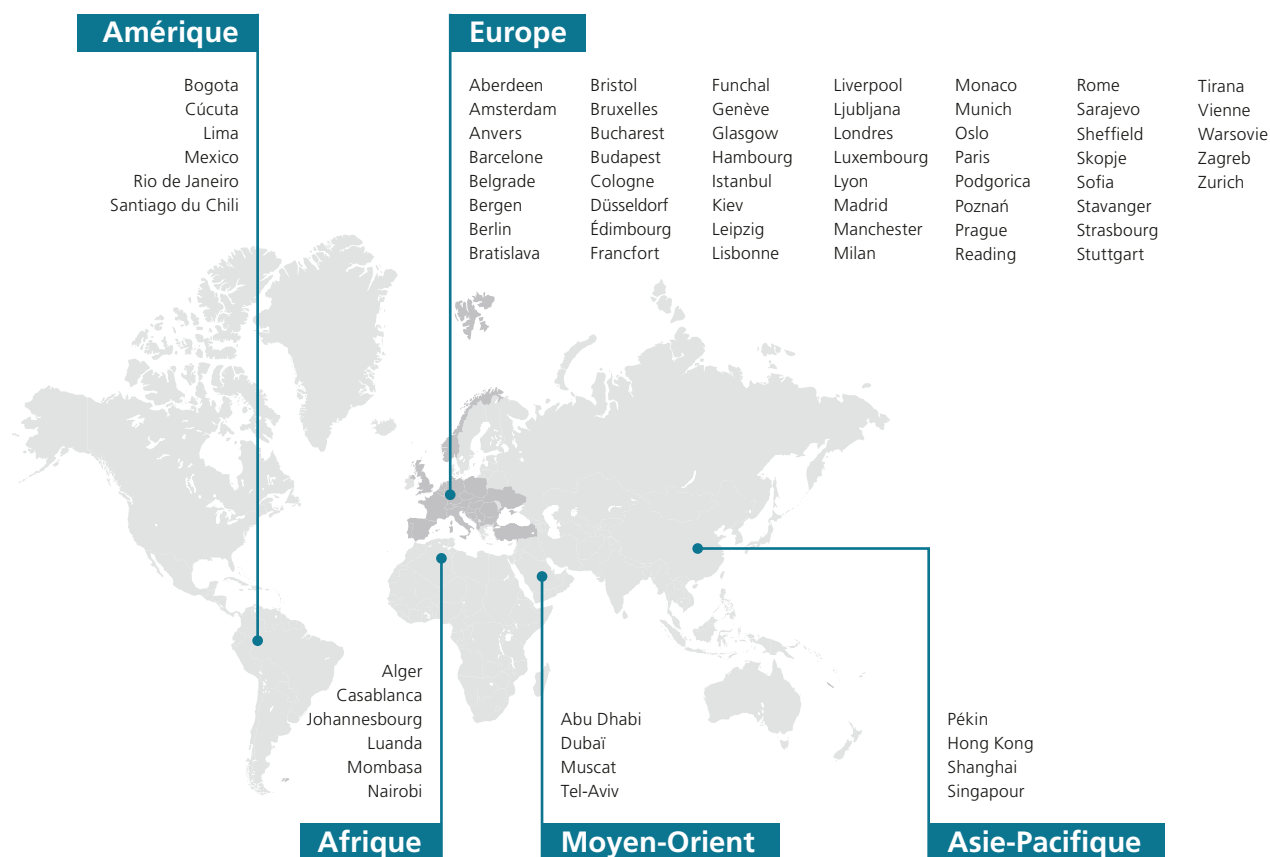 Amérique
Bogota
Cúcuta
Lima
Mexico
Rio de Janeiro
Santiago du Chili
Europe
Aberdeen
Amsterdam
Anvers
Barcelone
Belgrade
Bergen
Berlin
Bratislava
Bristol
Bruxelles
Bucharest
Budapest
Cologne
Düsseldorf
Édimbourg
Francfort
Funchal
Genève
Glasgow
Hambourg
Istanbul
Kiev
Leipzig
Lisbonne
Liverpool
Ljubljana
Londres
Luxembourg
Lyon
Madrid
Manchester
Milan
Monaco
Munich
Oslo
Paris
Podgorica
Poznań
Prague
Reading
Rome
Sarajevo
Sheffield
Skopje
Sofia
Stavanger
Strasbourg
Stuttgart
Tirana
Vienne
Warsovie
Zagreb
Zurich
Alger
Casablanca
Johannesbourg
Luanda
Mombasa
Nairobi
Afrique
Abu Dhabi
Dubaï
Muscat
Tel-Aviv
Moyen-Orient
Pékin
Hong Kong
Shanghai
Singapour
Asie-Pacifique